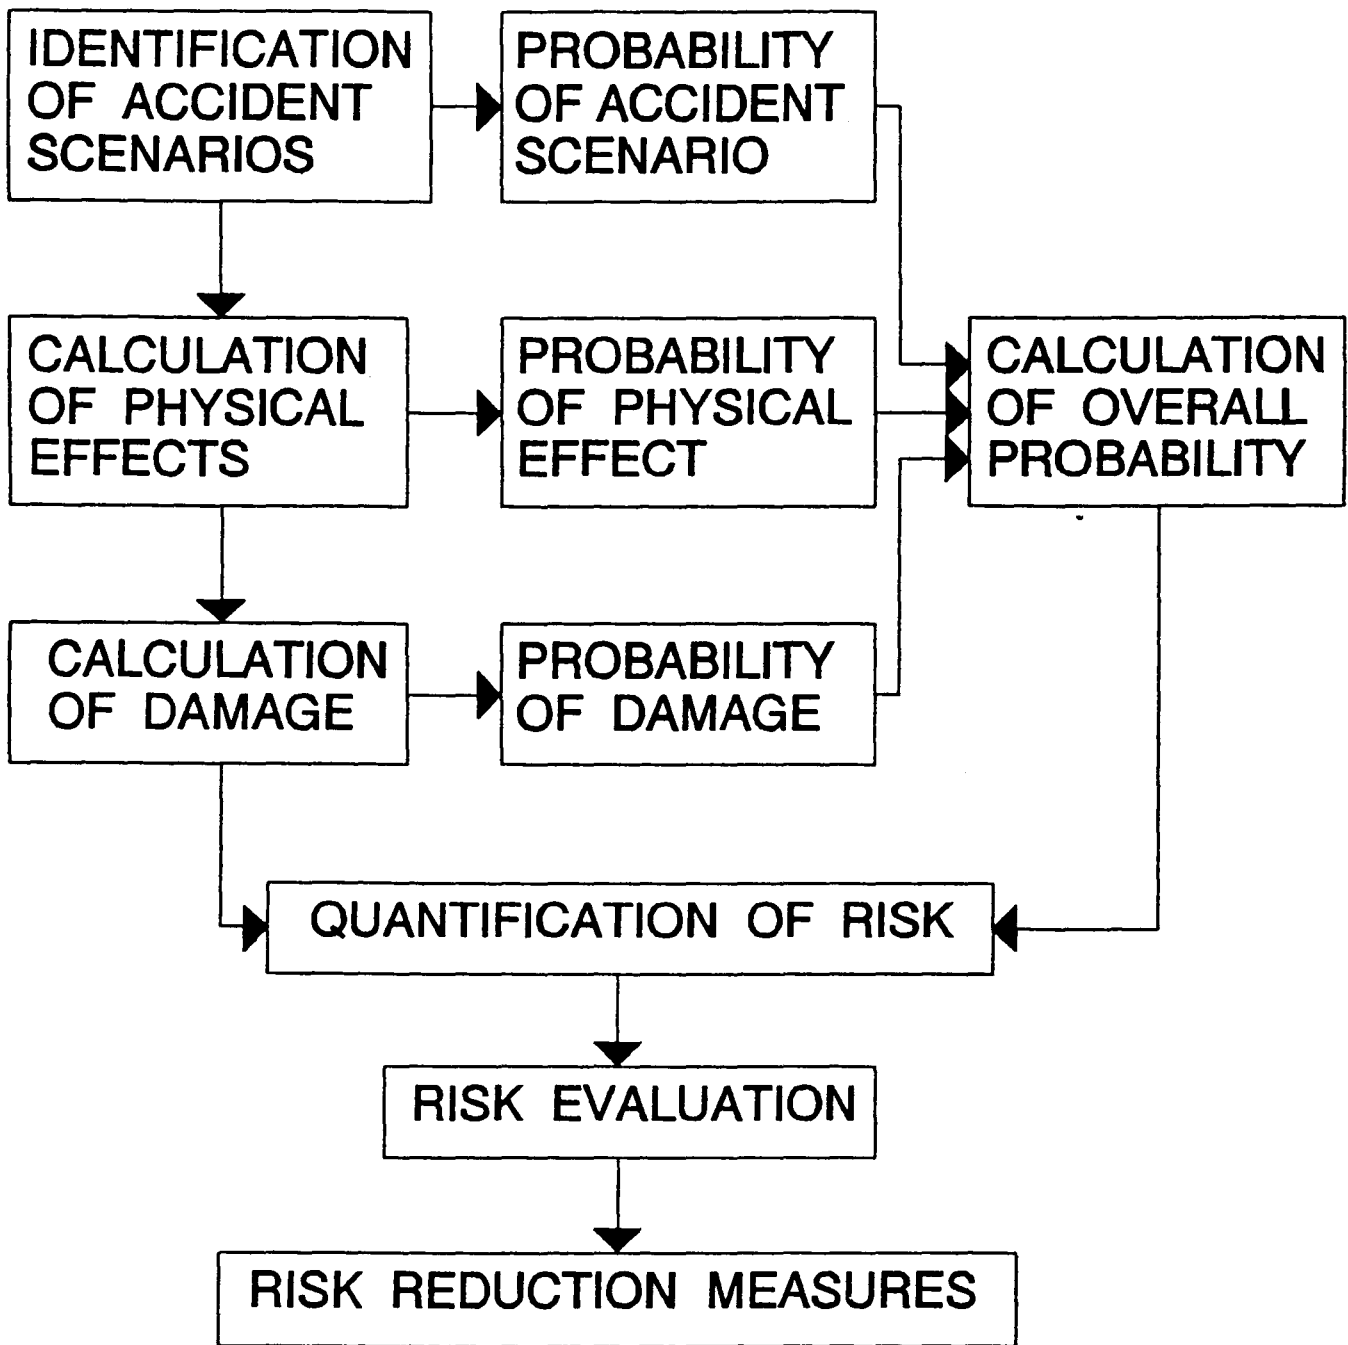 IDENTIFICATION
OF ACCIDENT
SCENARIOS
PROBABILITY
OF ACCIDENT
SCENARIO
CALCULATION
OF PHYSICAL
EFFECTS
PROBABILITY
OF PHYSICAL
EFFECT
CALCULATION
OF OVERALL
PROBABILITY
CALCULATION
OF DAMAGE
PROBABILITY
OF DAMAGE
QUANTIFICATION OF RISK
RISK EVALUATION
RISK REDUCTION MEASURES